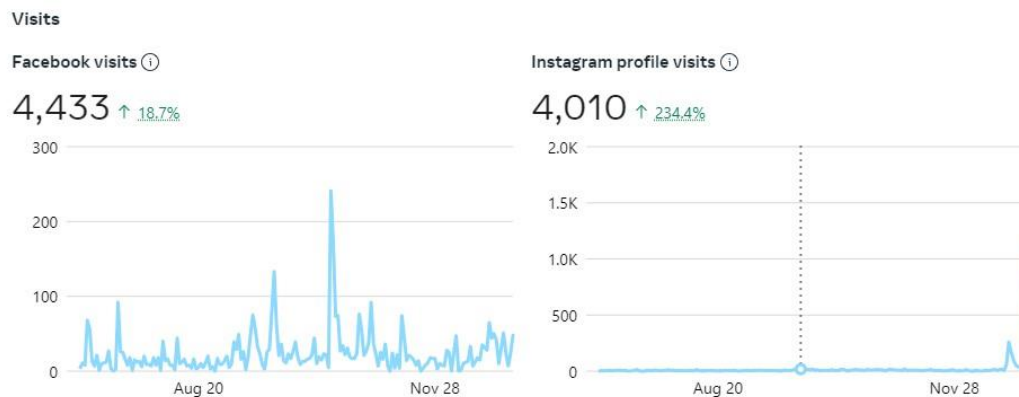 Visits
Facebook visits
Instagram profile visits
4,433 ↑ 18.7%
4,010 ↑ 234.4%
300
200
100
0
Aug 20
Nov 28
2.0K
1.5K
1.0K
500
0
Aug 20
Nov 28